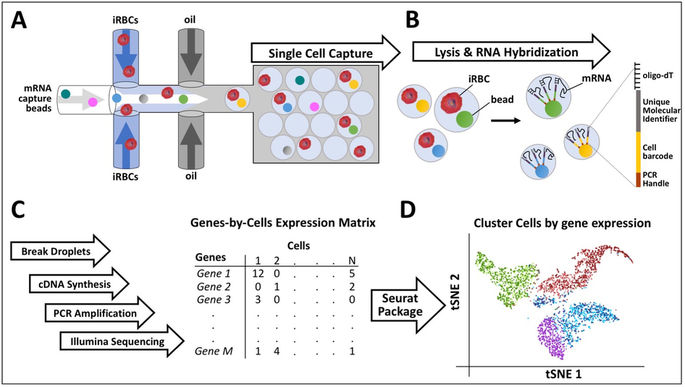 A
iRBCs
oil
mRNA
capture
beads
iRBCs
oil
Single Cell Capture
B
Lysis & RNA Hybridization
iRBC
bead
mRNA
oligo-dT
Unique
Molecular
Identifier
Cell
barcode
PCR
Handle
C
Break Droplets
cDNA Synthesis
PCR Amplification
Illumina Sequencing
Genes-by-Cells Expression Matrix
Cells
Genes 1 2 . . . N
Gene 1 12 0 . . . 5
Gene 2 0 1 . . . 2
Gene 3 3 0 . . . 0
. . . . . . .
. . . . . . .
Gene M 1 4 . . . 1
Seurat
Package
D
Cluster Cells by gene expression
tSNE 2
tSNE 1